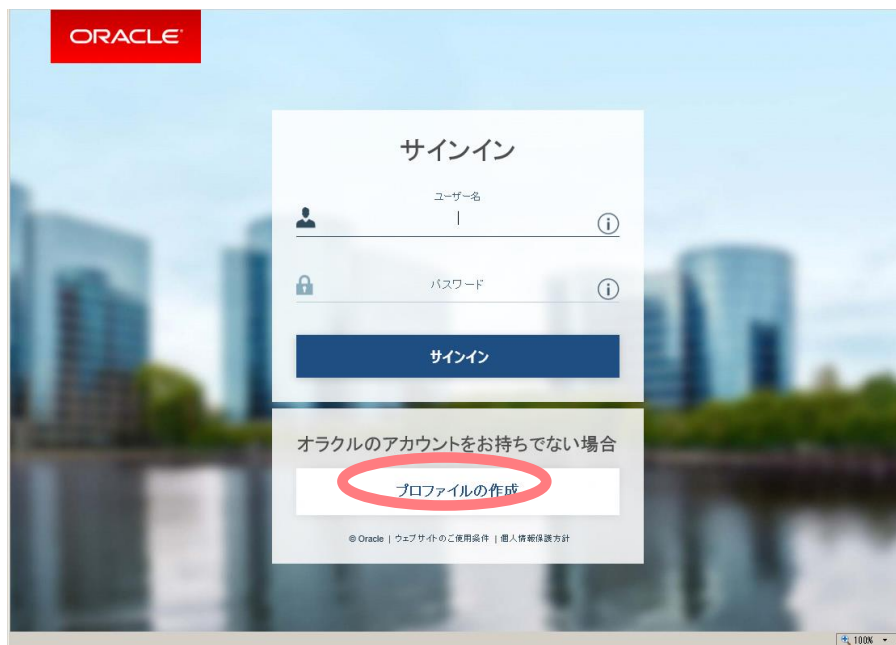 ORACLE
サインイン
ユーザー名
パスワード
サインイン
オラクルのアカウントをお持ちでない場合
プロファイルの作成
© Oracle | ウェブサイトのご使用条件 | 個人情報保護方針
100%